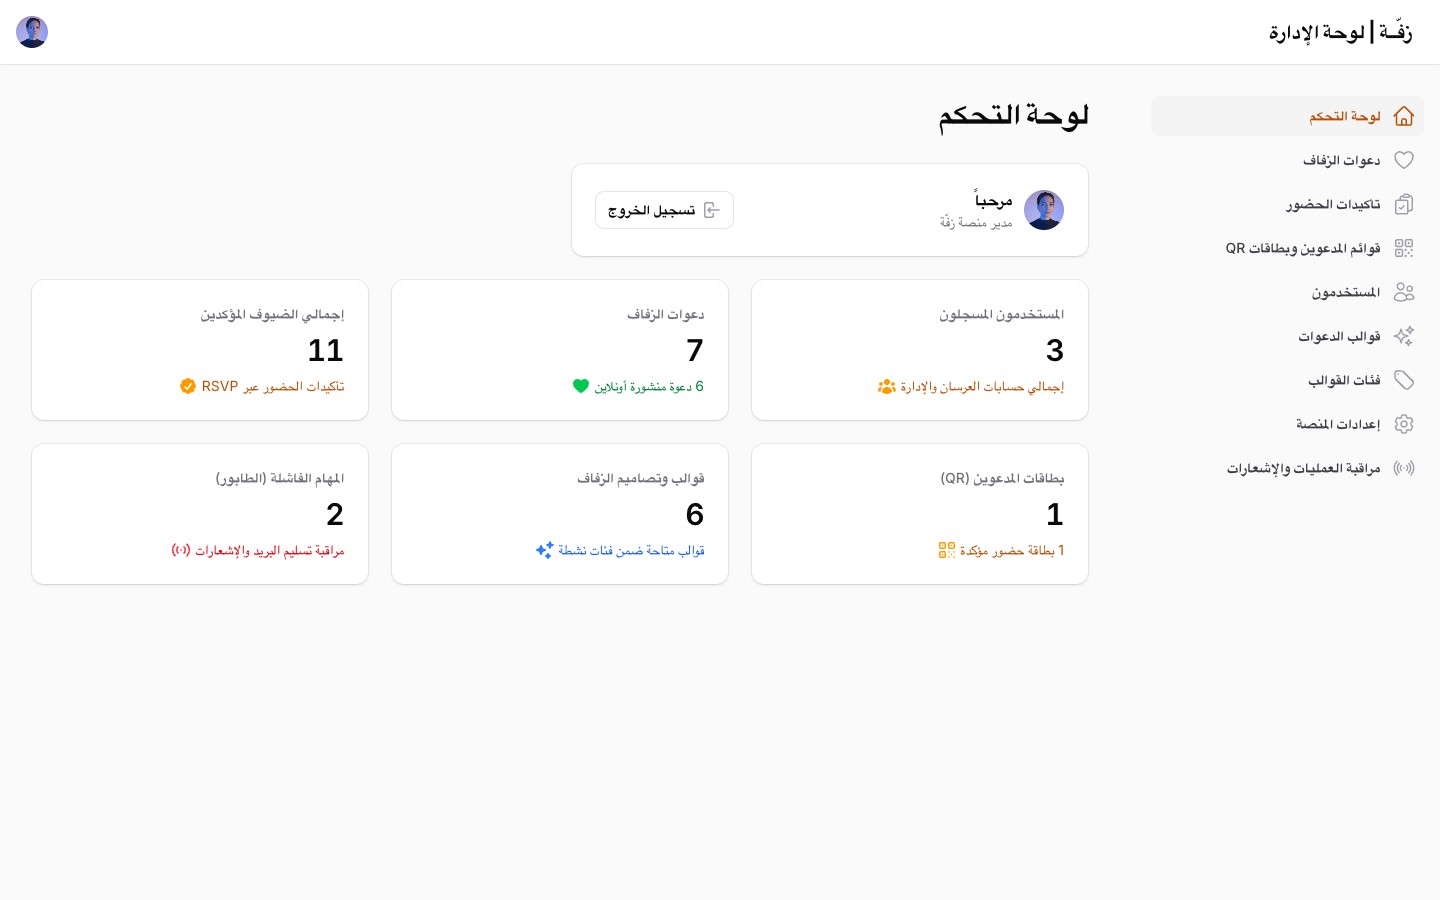 زفّـة | لوحة الإدارة
لوحة التحكم
دعوات الزفاف
تأكيدات الحضور
قوائم المدعوين وبطاقات QR
المستخدمون
قوالب الدعوات
فئات القوالب
إعدادات المنصة
مراقبة العمليات والإشعارات
لوحة التحكم
مرحباً
مدير منصة زفّة
تسجيل الخروج
المستخدمون المسجلون
3
إجمالي حسابات العرسان والإدارة
دعوات الزفاف
7
6 دعوة منشورة أونلاين
إجمالي الضيوف المؤكدين
11
تأكيدات الحضور عبر RSVP
بطاقات المدعوين (QR)
1
1 بطاقة حضور مؤكدة
قوالب وتصاميم الزفاف
6
قوالب متاحة ضمن فئات نشطة
المهام الفاشلة (الطابور)
2
مراقبة تسليم البريد والإشعارات